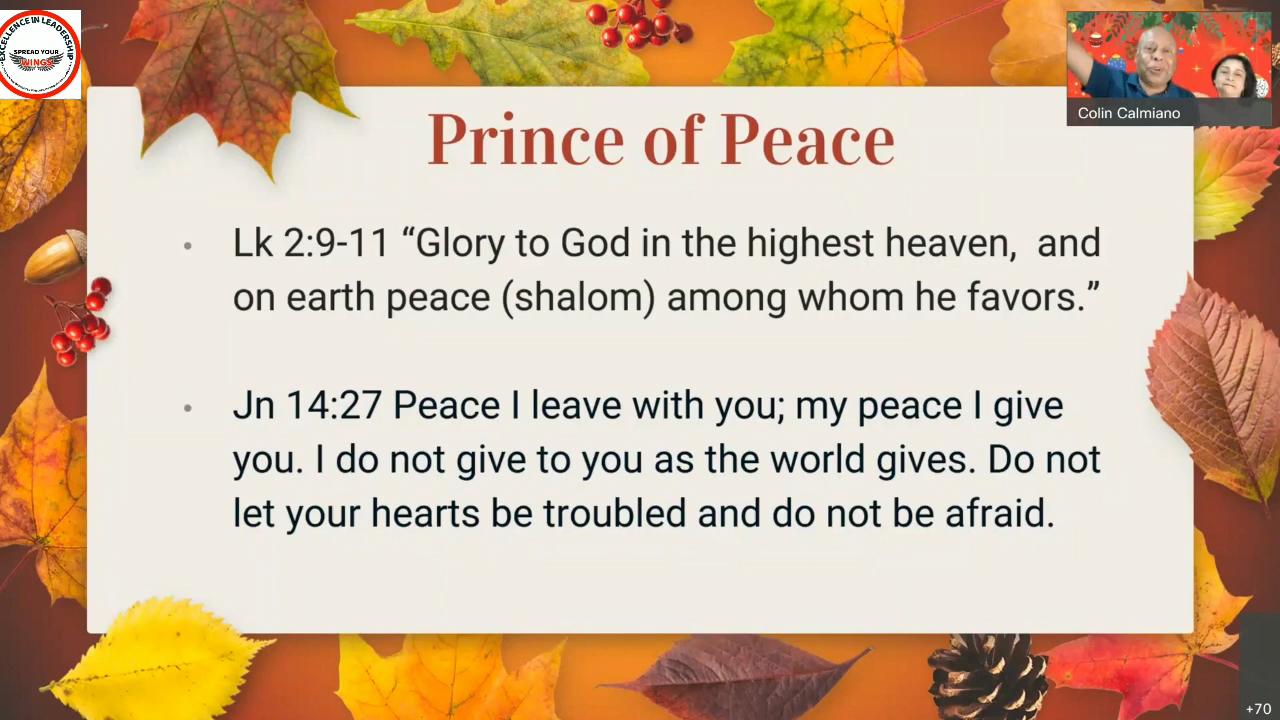 EXCELLENCE IN LEADERSHIP
SPREAD YOUR
WINGS
Colin Calmiano
Prince of Peace
• Lk 2:9-11 “Glory to God in the highest heaven,  and
on earth peace (shalom) among whom he favors.”
• Jn 14:27 Peace I leave with you; my peace I give
you. I do not give to you as the world gives. Do not
let your hearts be troubled and do not be afraid.
+70